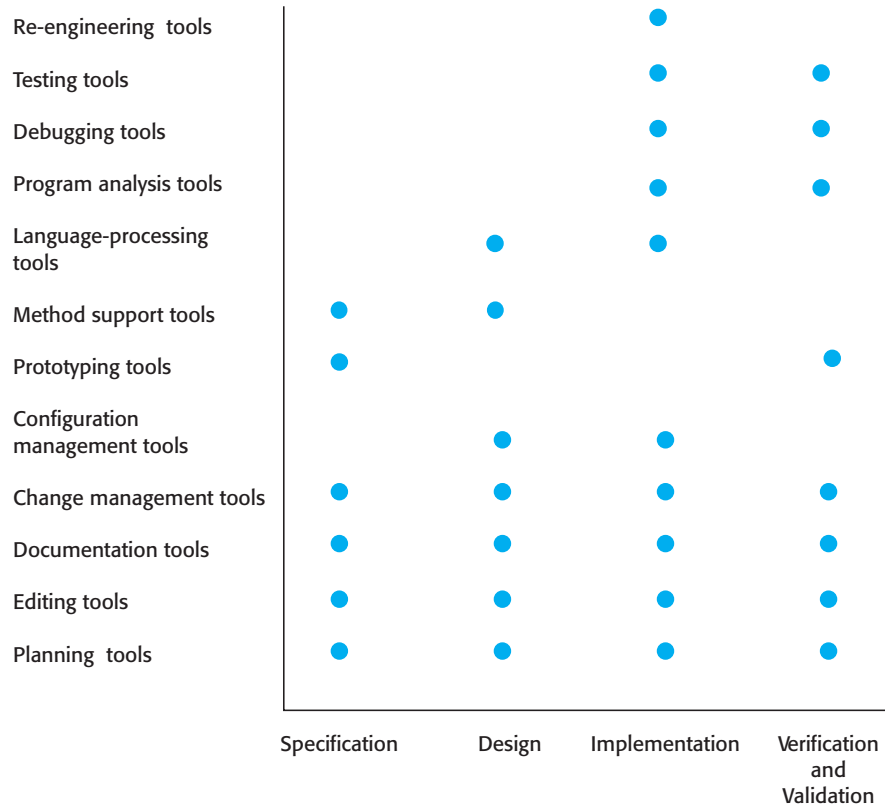 Re-engineering tools
Testing tools
Debugging tools
Program analysis tools
Language-processing
tools
Method support tools
Prototyping tools
Configuration
management tools
Change management tools
Documentation tools
Editing tools
Planning tools
Specification
Design
Implementation
Verification
and
Validation